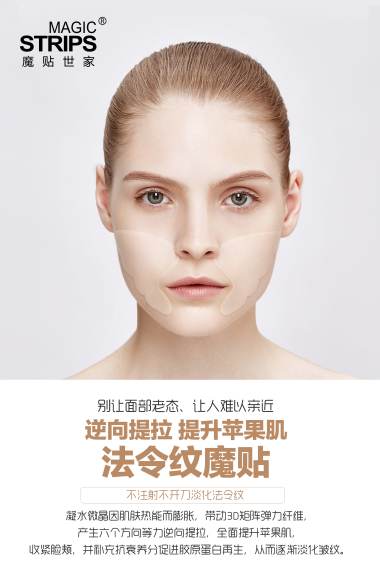 MAGIC®
STRIPS
魔贴世家
别让面部老态、让人难以亲近
逆向提拉 提升苹果肌
法令纹魔贴
不注射不开刀淡化法令纹
凝水微晶因肌肤热能而膨胀，带动3D矩阵弹力纤维，
产生六个方向等力逆向提拉，全面提升苹果肌，
收紧脸颊，并补充抗衰养分促进胶原蛋白再生，从而逐渐淡化皱纹。